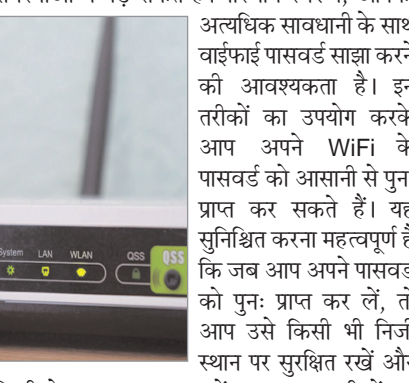 अत्यधिक सावधानी के साथ
वाईफाई पासवर्ड साझा करने
की आवश्यकता है। इन
तरीकों का उपयोग करके
आप अपने WiFi के
पासवर्ड को आसानी से पुनः
प्राप्त कर सकते हैं। यह
सुनिश्चित करना महत्वपूर्ण है
कि जब आप अपने पासवर्ड
को पुनः प्राप्त कर लें, तो
आप उसे किसी भी निजी
स्थान पर सुरक्षित रखें और
System LAN WLAN QSS QSS